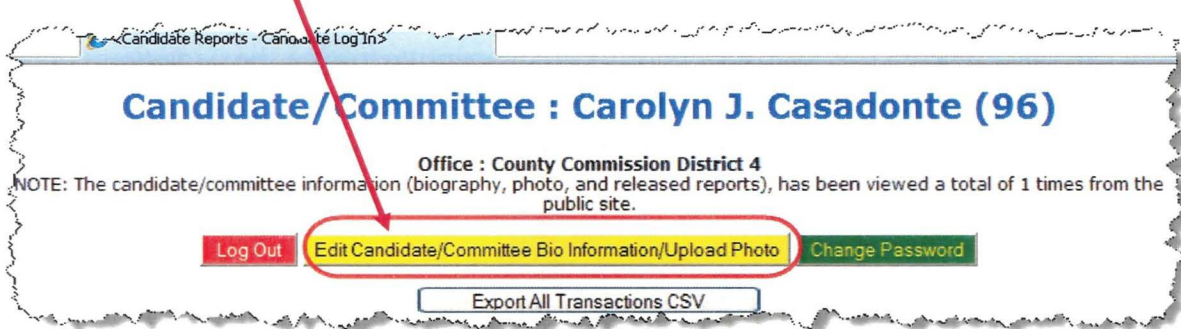 <Candidate Reports - Candidate Log In>
Candidate/Committee : Carolyn J. Casadonte (96)
Office : County Commission District 4
NOTE: The candidate/committee information (biography, photo, and released reports), has been viewed a total of 1 times from the
public site.
Log Out Edit Candidate/Committee Bio Information/Upload Photo Change Password
Export All Transactions CSV